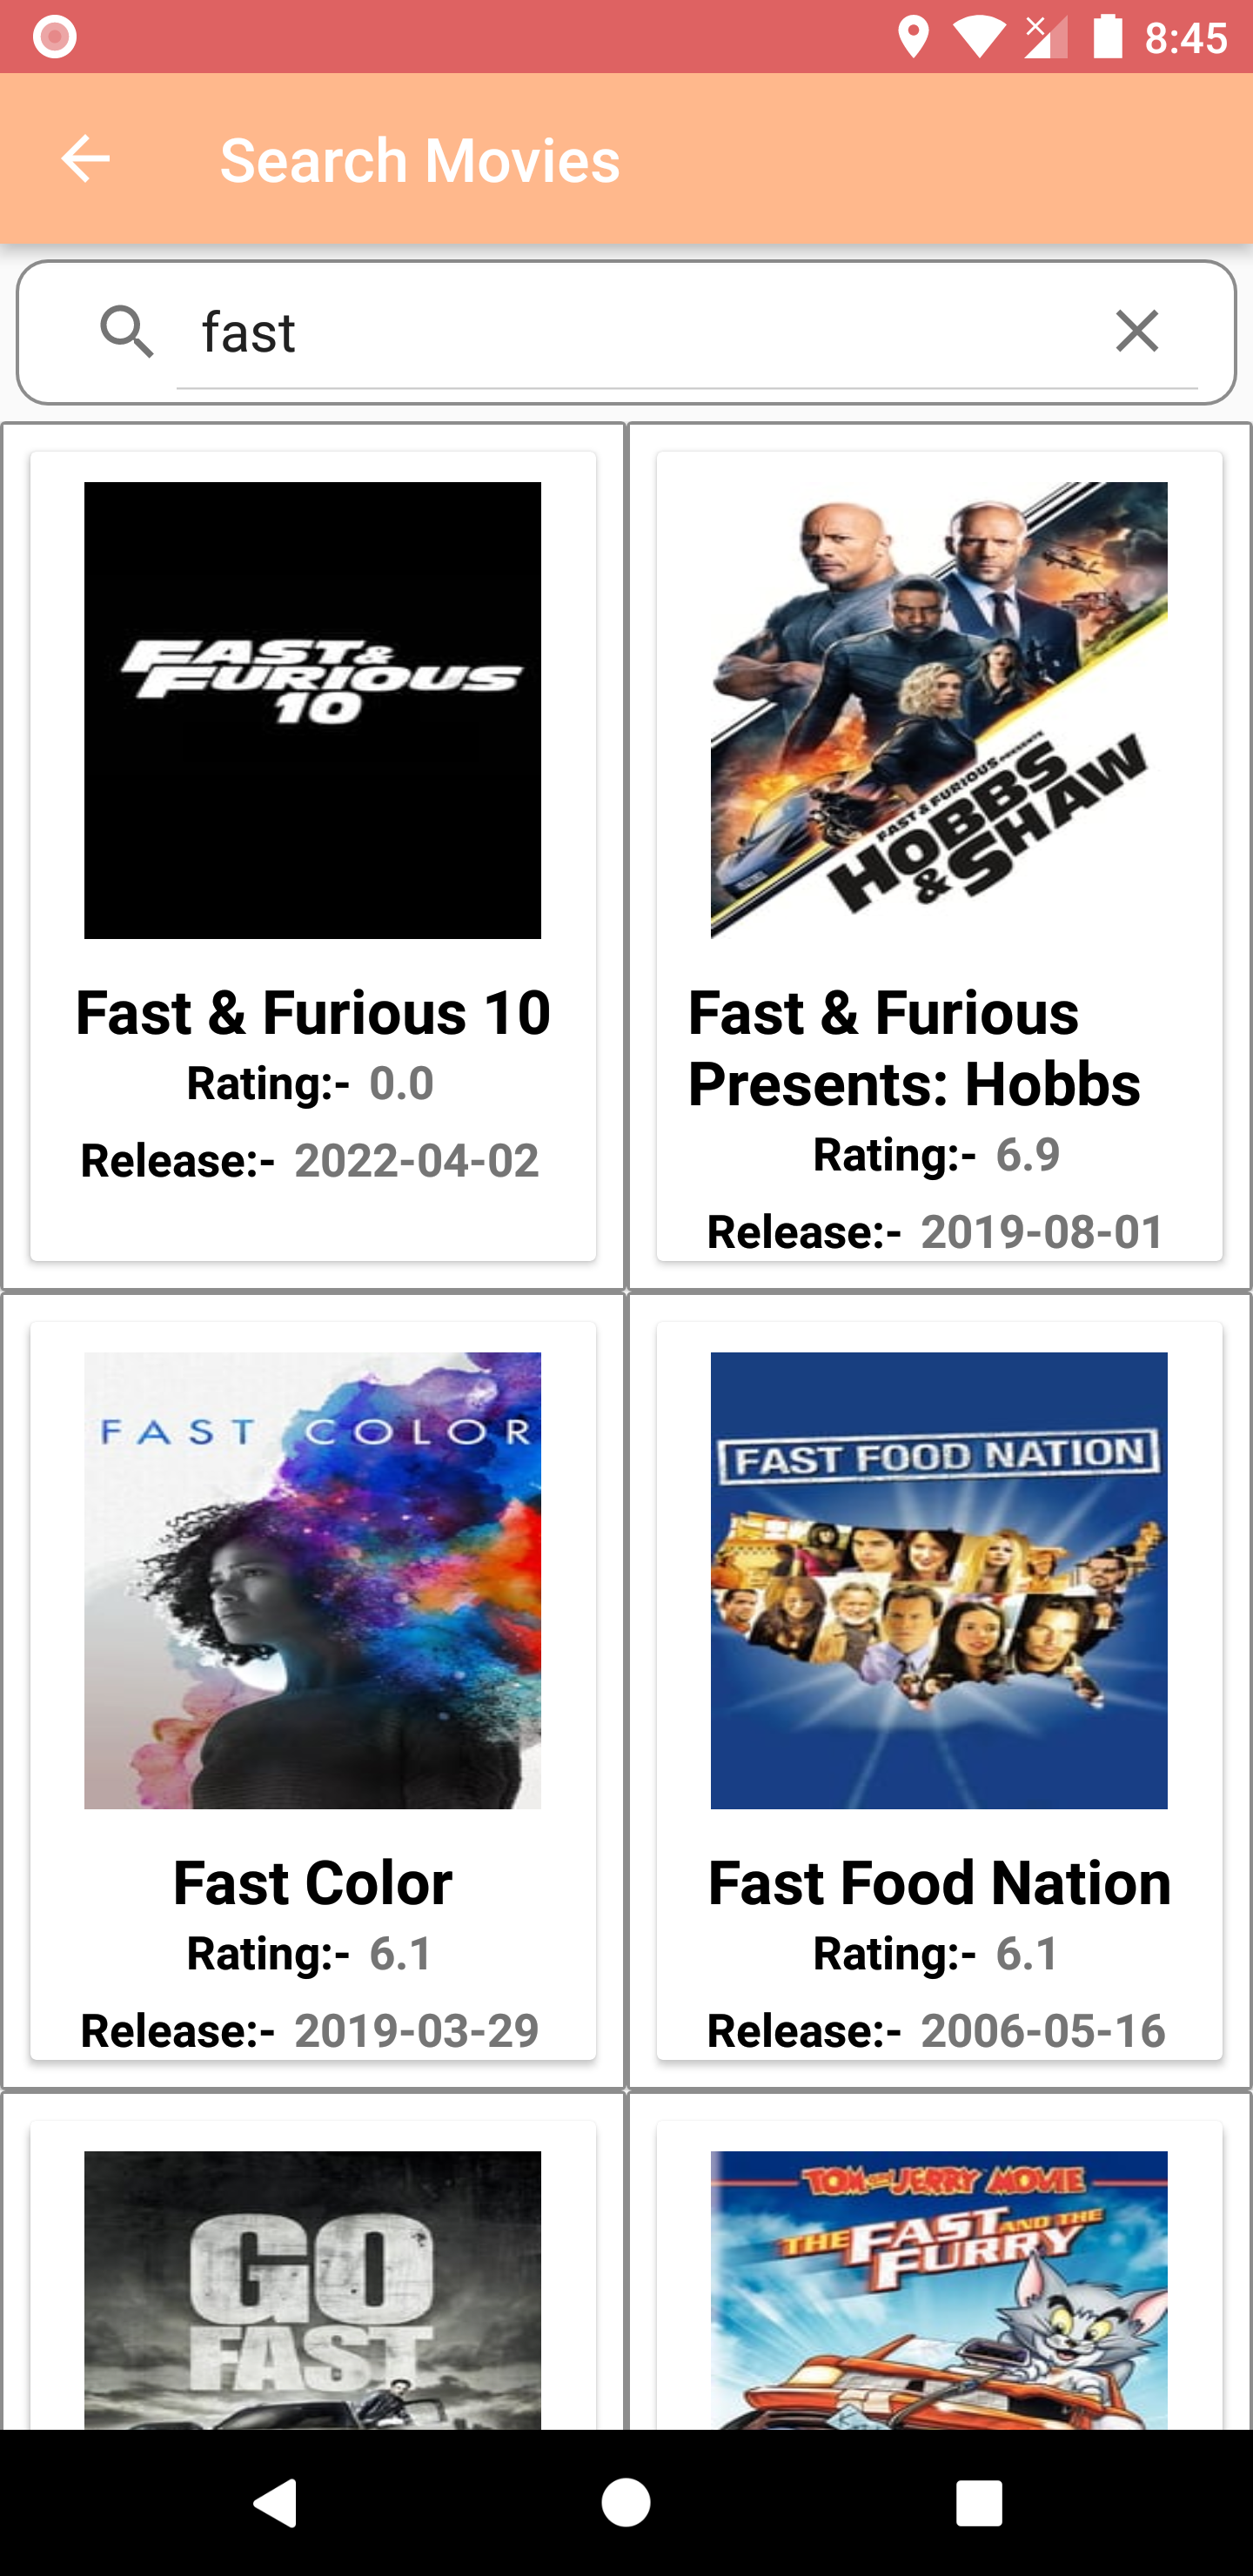 8:45
Search Movies
fast
FAST &
FURIOUS
10
Fast & Furious 10
Rating:- 0.0
Release:- 2022-04-02
FAST & FURIOUS PRESENTS
HOBBS
& SHAW
Fast & Furious
Presents: Hobbs
Rating:- 6.9
Release:- 2019-08-01
FAST COLOR
Fast Color
Rating:- 6.1
Release:- 2019-03-29
FAST FOOD NATION
Fast Food Nation
Rating:- 6.1
Release:- 2006-05-16
GO
FAST
TOM AND JERRY MOVIE
THE FAST AND THE
FURRY